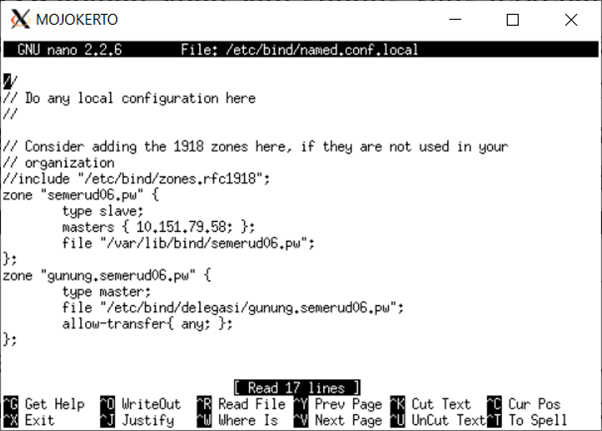 MOJOKERTO
GNU nano 2.2.6 File: /etc/bind/named.conf.local
//
// Do any local configuration here
//
// Consider adding the 1918 zones here, if they are not used in your
// organization
//include "/etc/bind/zones.rfc1918";
zone "semerud06.pw" {
type slave;
masters { 10.151.79.58; };
file "/var/lib/bind/semerud06.pw";
};
zone "gunung.semerud06.pw" {
type master;
file "/etc/bind/delegasi/gunung.semerud06.pw";
allow-transfer{ any; };
};
[ Read 17 lines ]
^G Get Help ^O WriteOut ^R Read File ^Y Prev Page ^K Cut Text ^C Cur Pos
^X Exit ^J Justify ^W Where Is ^V Next Page ^U UnCut Text ^T To Spell